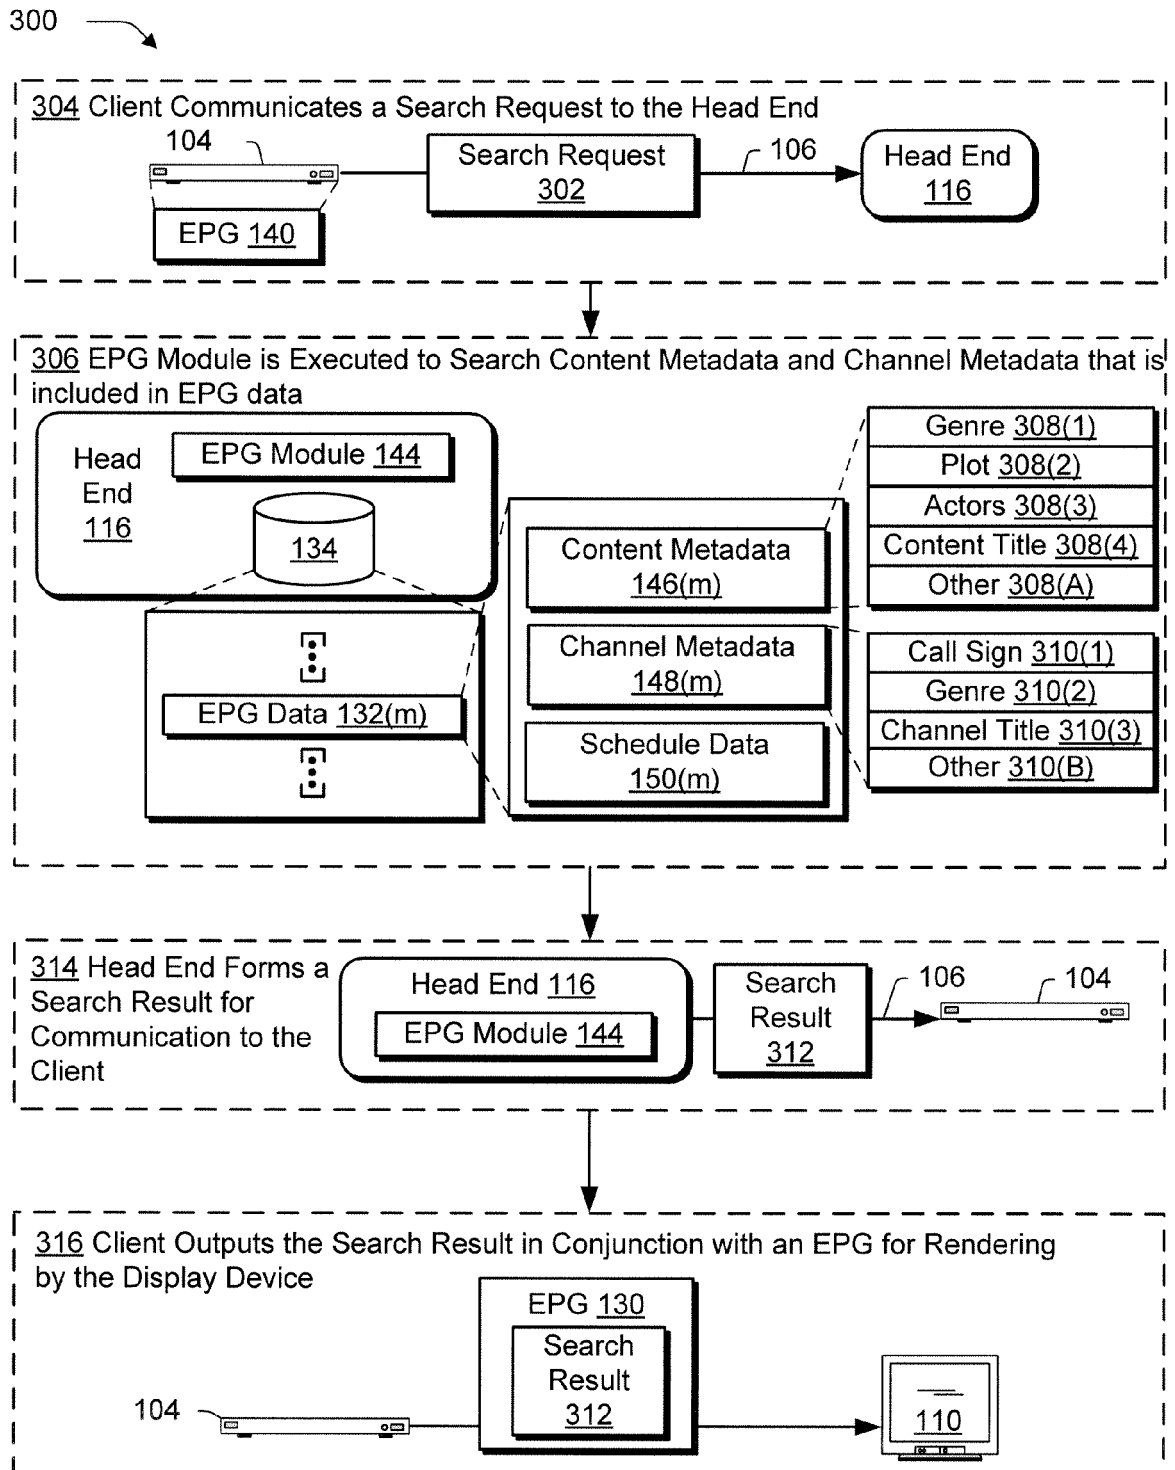 300
304 Client Communicates a Search Request to the Head End
104
Search Request
302
106
Head End
116
EPG 140
306 EPG Module is Executed to Search Content Metadata and Channel Metadata that is
included in EPG data
Head
End
116
EPG Module 144
134
EPG Data 132(m)
Content Metadata
146(m)
Channel Metadata
148(m)
Schedule Data
150(m)
Genre 308(1)
Plot 308(2)
Actors 308(3)
Content Title 308(4)
Other 308(A)
Call Sign 310(1)
Genre 310(2)
Channel Title 310(3)
Other 310(B)
314 Head End Forms a
Search Result for
Communication to the
Client
Head End 116
EPG Module 144
Search
Result
312
106
104
316 Client Outputs the Search Result in Conjunction with an EPG for Rendering
by the Display Device
EPG 130
Search
Result
312
104
110